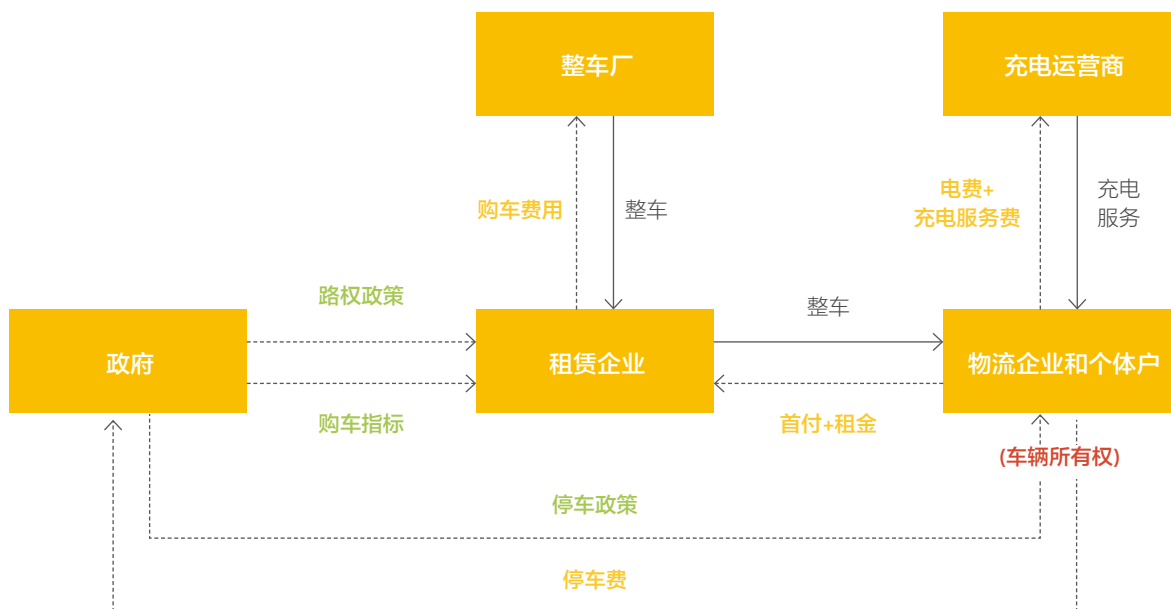 整车厂
充电运营商
购车费用
整车
电费+
充电服务费
充电
服务
路权政策
整车
政府
租赁企业
物流企业和个体户
购车指标
首付+租金
(车辆所有权)
停车政策
停车费